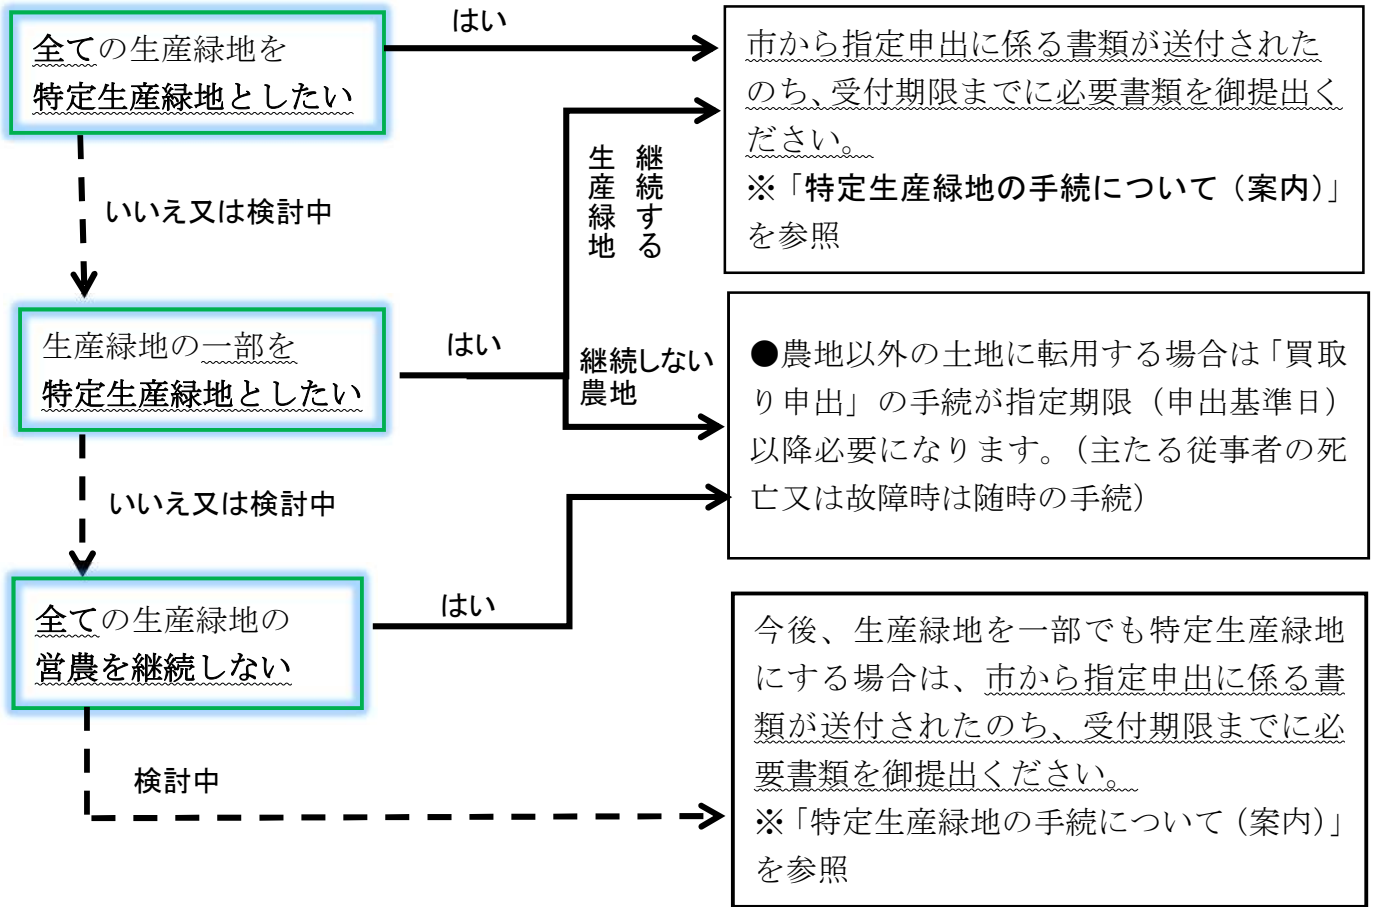 はい
全ての生産緑地を
特定生産緑地としたい
市から指定申出に係る書類が送付された
のち、受付期限までに必要書類を御提出く
ださい。
※「特定生産緑地の手続について（案内）」
を参照
いいえ又は検討中
継続する
生産緑地
生産緑地の一部を
特定生産緑地としたい
はい
継続しない
農地
●農地以外の土地に転用する場合は「買取
り申出」の手続が指定期限（申出基準日）
以降必要になります。（主たる従事者の死
亡又は故障時は随時の手続）
いいえ又は検討中
全ての生産緑地の
営農を継続しない
はい
今後、生産緑地を一部でも特定生産緑地
にする場合は、市から指定申出に係る書
類が送付されたのち、受付期限までに必
要書類を御提出ください。
※「特定生産緑地の手続について（案内）」
を参照
検討中